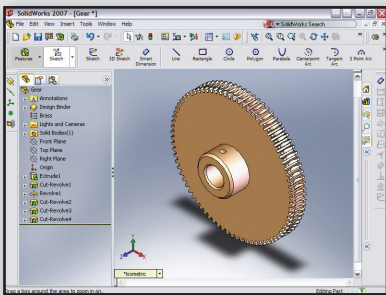 SolidWorks 2007 - [Gear *]
File Edit View Insert Tools Window Help
SolidWorks Search
Features
Sketch
Sketch
3D Sketch
Smart Dimension
Line
Rectangle
Circle
Polygon
Parabola
Centerpoint Arc
Tangent Arc
3 Point Arc
Gear
Annotations
Design Binder
Brass
Lights and Cameras
Solid Bodies(1)
Front Plane
Top Plane
Right Plane
Origin
Extrude1
Cut-Revolve1
Revolve1
Cut-Revolve2
Cut-Revolve3
Cut-Revolve4
*Isometric
Drag a box around the area to zoom in on.
Editing Part